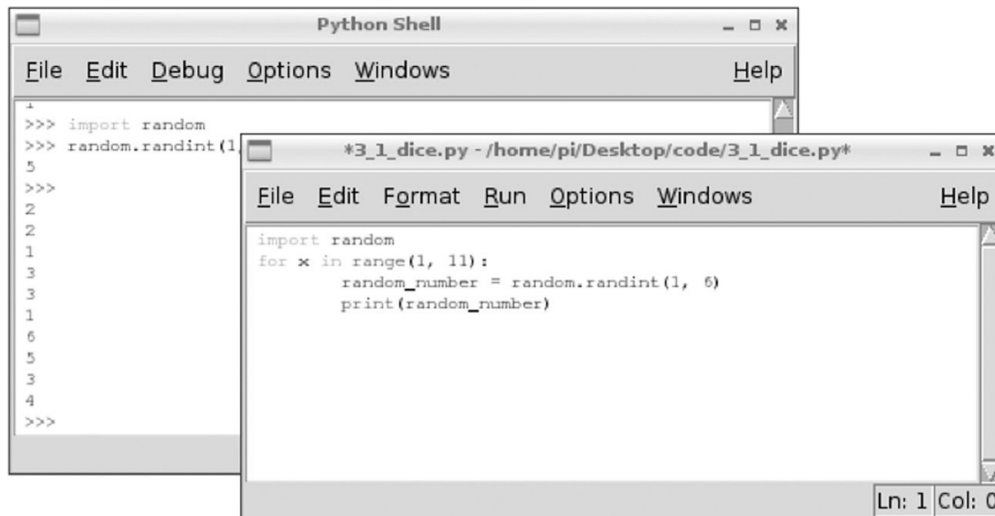 Python Shell
File Edit Debug Options Windows Help
1
>>> import random
>>> random.randint(1,
5
>>>
2
2
1
3
3
1
6
5
3
4
>>>
*3_1_dice.py - /home/pi/Desktop/code/3_1_dice.py*
File Edit Format Run Options Windows Help
import random
for x in range(1, 11):
random_number = random.randint(1, 6)
print(random_number)
Ln: 1 Col: 0